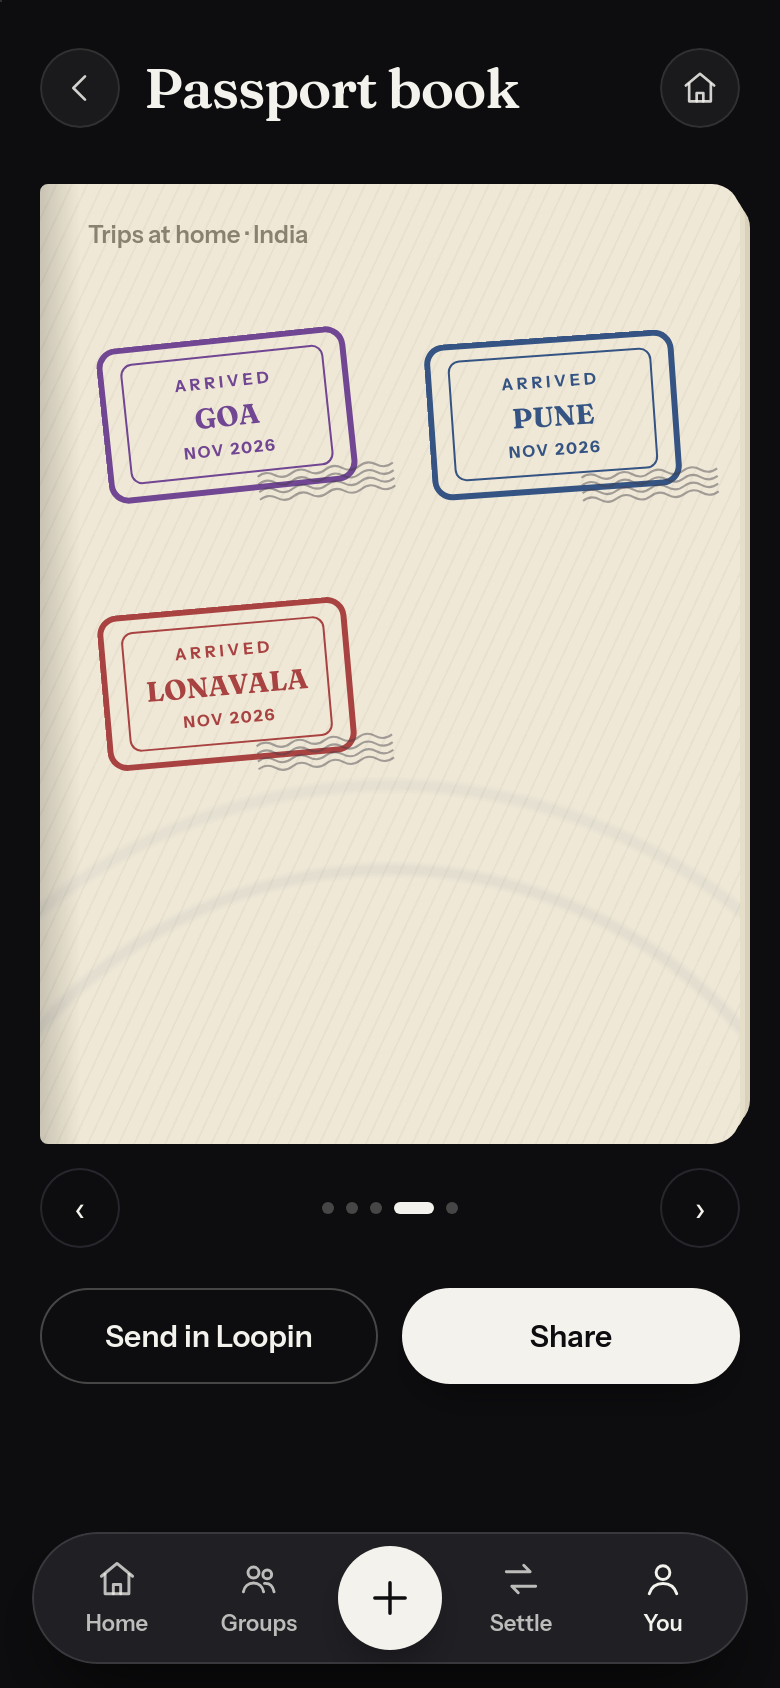 Passport book
Trips at home · India
ARRIVED
GOA
NOV 2026
ARRIVED
PUNE
NOV 2026
ARRIVED
LONAVALA
NOV 2026
Send in Loopin
Share
Home
Groups
Settle
You